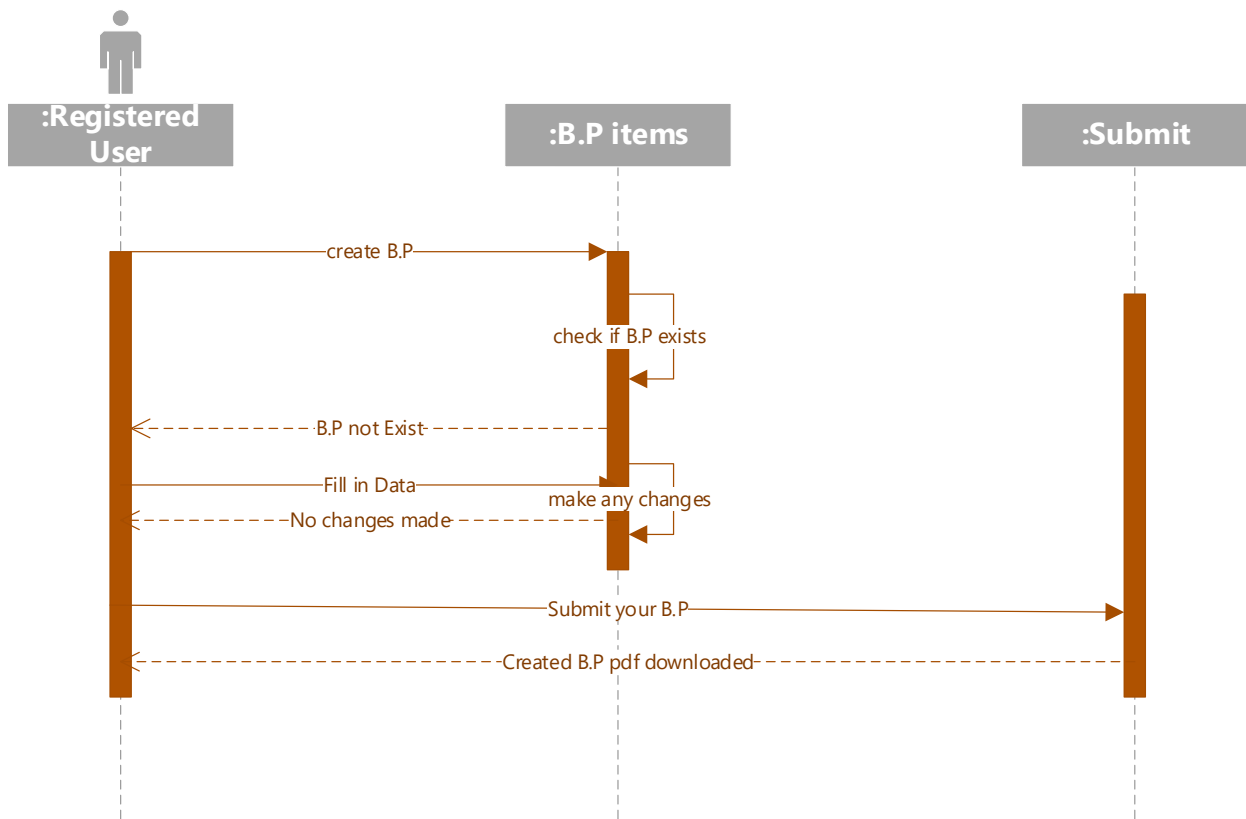 :Registered
User
:B.P items
:Submit
create B.P
check if B.P exists
B.P not Exist
Fill in Data
make any changes
No changes made
Submit your B.P
Created B.P pdf downloaded